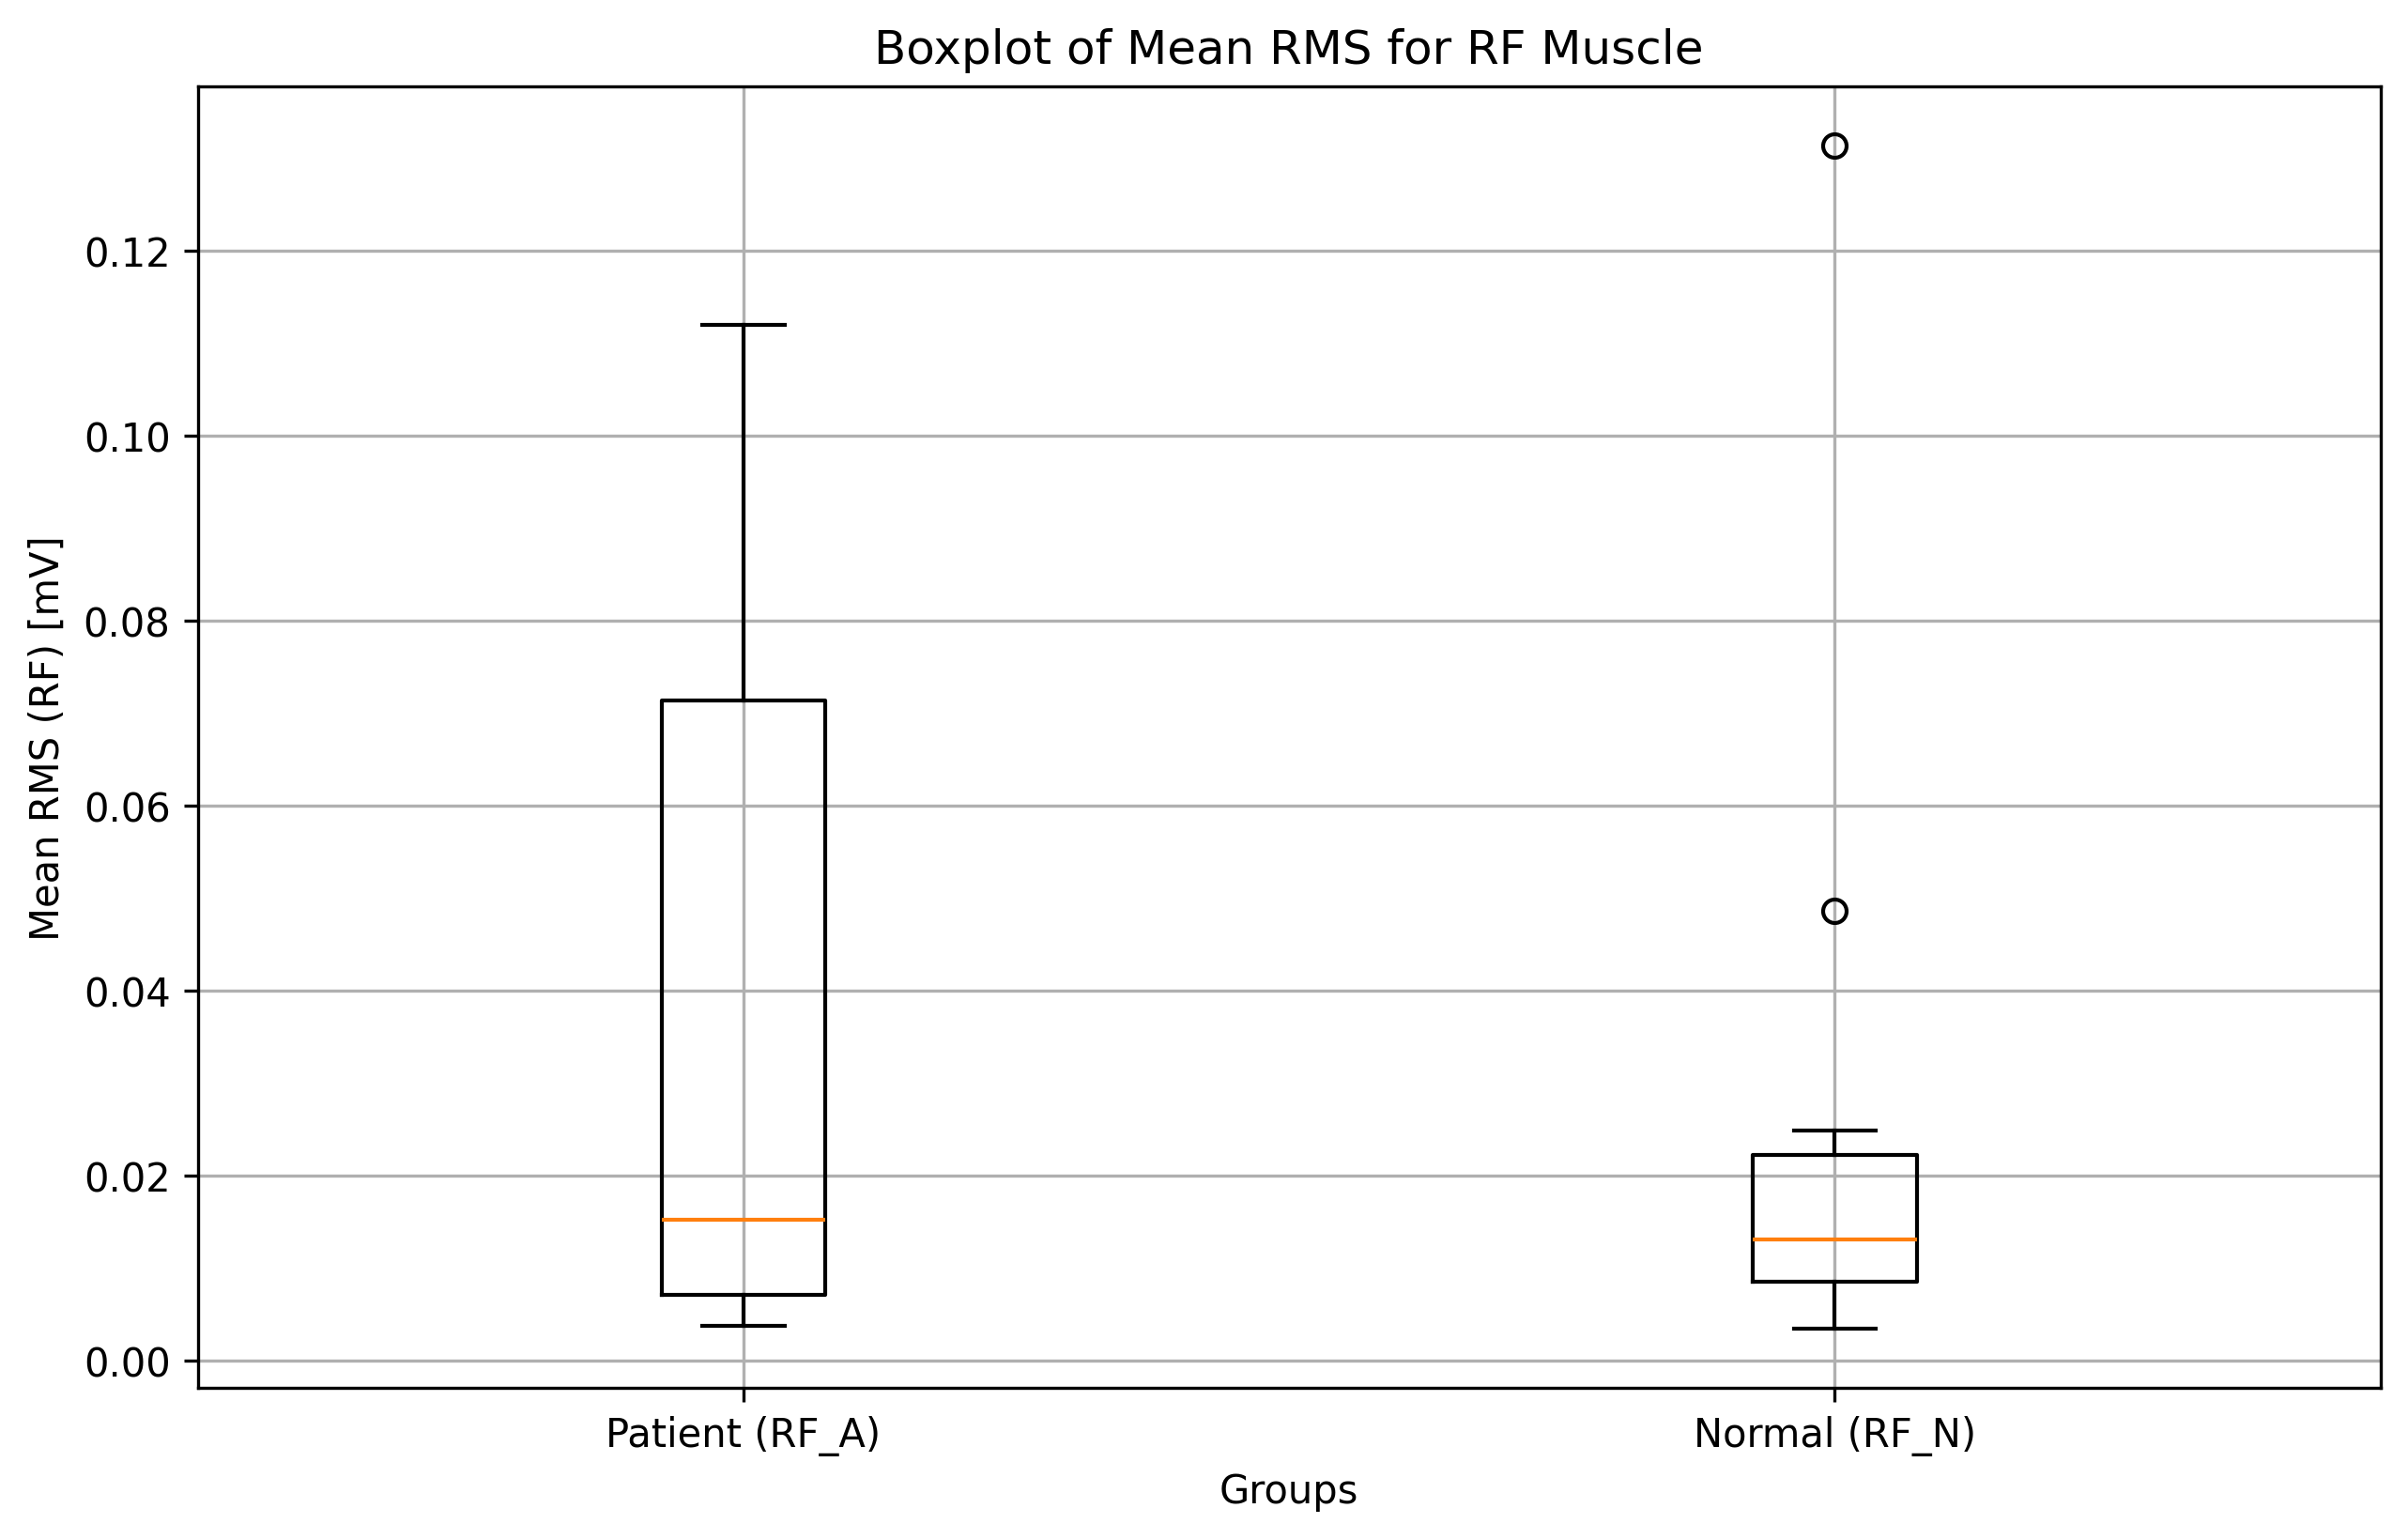 Boxplot of Mean RMS for RF Muscle
Mean RMS (RF) [mV]
0.12
0.10
0.08
0.06
0.04
0.02
0.00
Patient (RF_A)
Normal (RF_N)
Groups